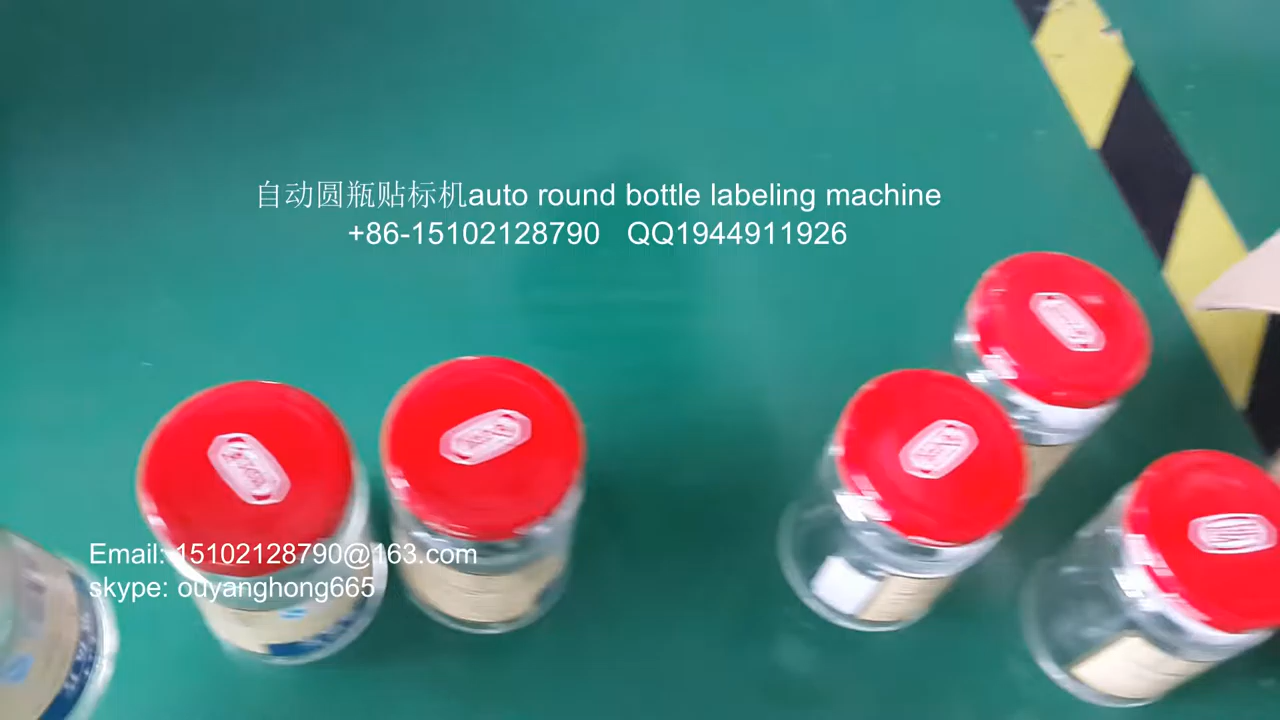 自动圆瓶贴标机auto round bottle labeling machine
+86-15102128790 QQ1944911926
Email: 15102128790@163.com
skype: ouyanghong665